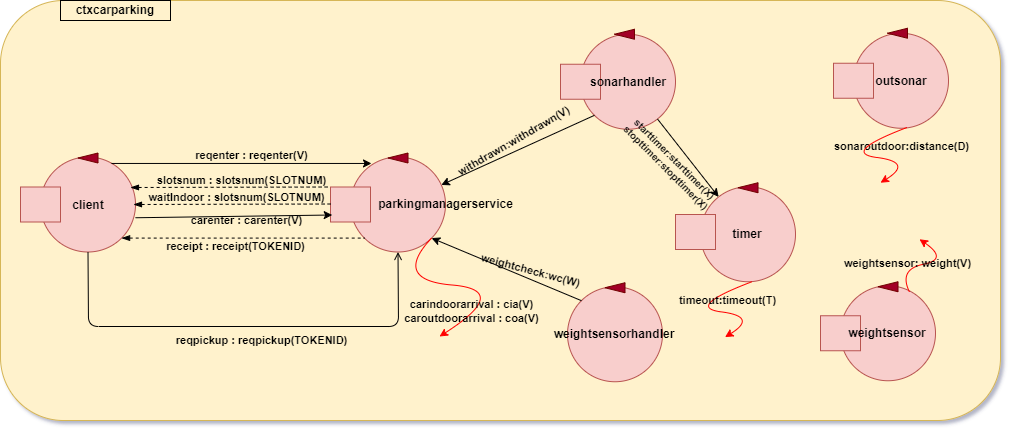 ctxcarparking
sonarhandler
outsonar
withdrawn:withdrawn(V)
starttimer:starttimer(X)
stopttimer:stopttimer(X)
sonaroutdoor:distance(D)
reqenter : reqenter(V)
slotsnum : slotsnum(SLOTNUM)
waitIndoor : slotsnum(SLOTNUM)
client
parkingmanagerservice
carenter : carenter(V)
timer
receipt : receipt(TOKENID)
weightcheck:wc(W)
weightsensor: weight(V)
carindoorarrival : cia(V)
caroutdoorarrival : coa(V)
timeout:timeout(T)
weightsensorhandler
weightsensor
reqpickup : reqpickup(TOKENID)